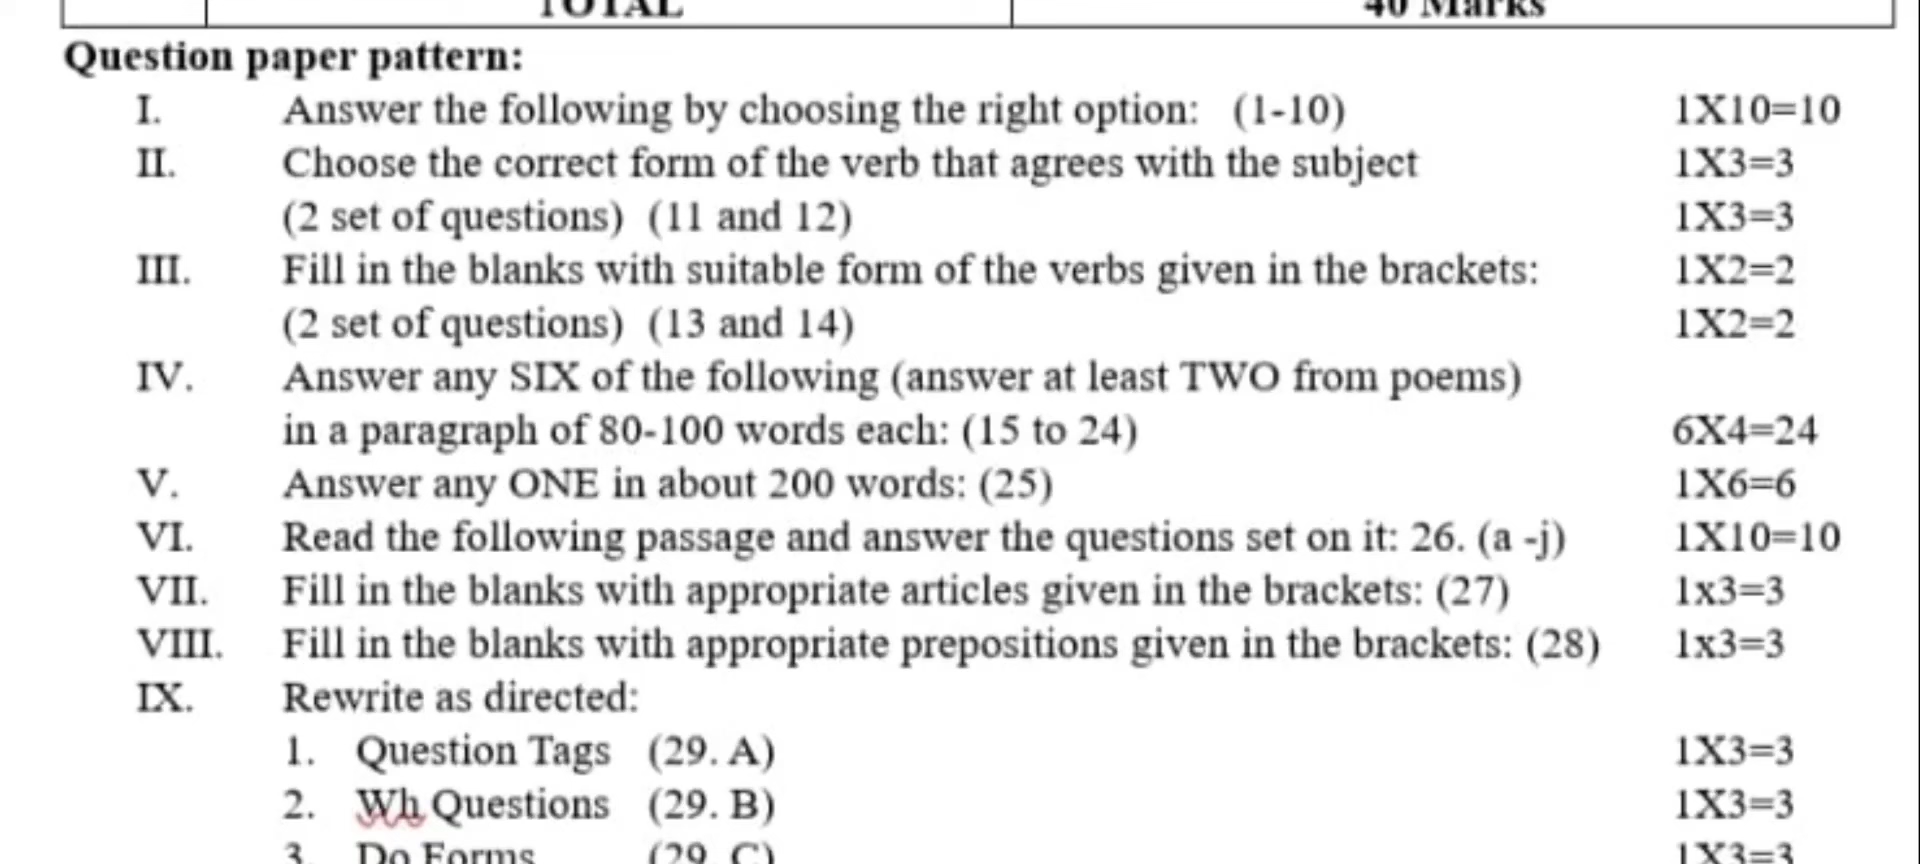 TOTAL 40 Marks
Question paper pattern:
I. Answer the following by choosing the right option: (1-10) 1X10=10
II. Choose the correct form of the verb that agrees with the subject 1X3=3
(2 set of questions) (11 and 12) 1X3=3
III. Fill in the blanks with suitable form of the verbs given in the brackets: 1X2=2
(2 set of questions) (13 and 14) 1X2=2
IV. Answer any SIX of the following (answer at least TWO from poems)
in a paragraph of 80-100 words each: (15 to 24) 6X4=24
V. Answer any ONE in about 200 words: (25) 1X6=6
VI. Read the following passage and answer the questions set on it: 26. (a -j) 1X10=10
VII. Fill in the blanks with appropriate articles given in the brackets: (27) 1x3=3
VIII. Fill in the blanks with appropriate prepositions given in the brackets: (28) 1x3=3
IX. Rewrite as directed:
1. Question Tags (29. A) 1X3=3
2. Wh Questions (29. B) 1X3=3
3. Do Forms (29. C) 1X3=3